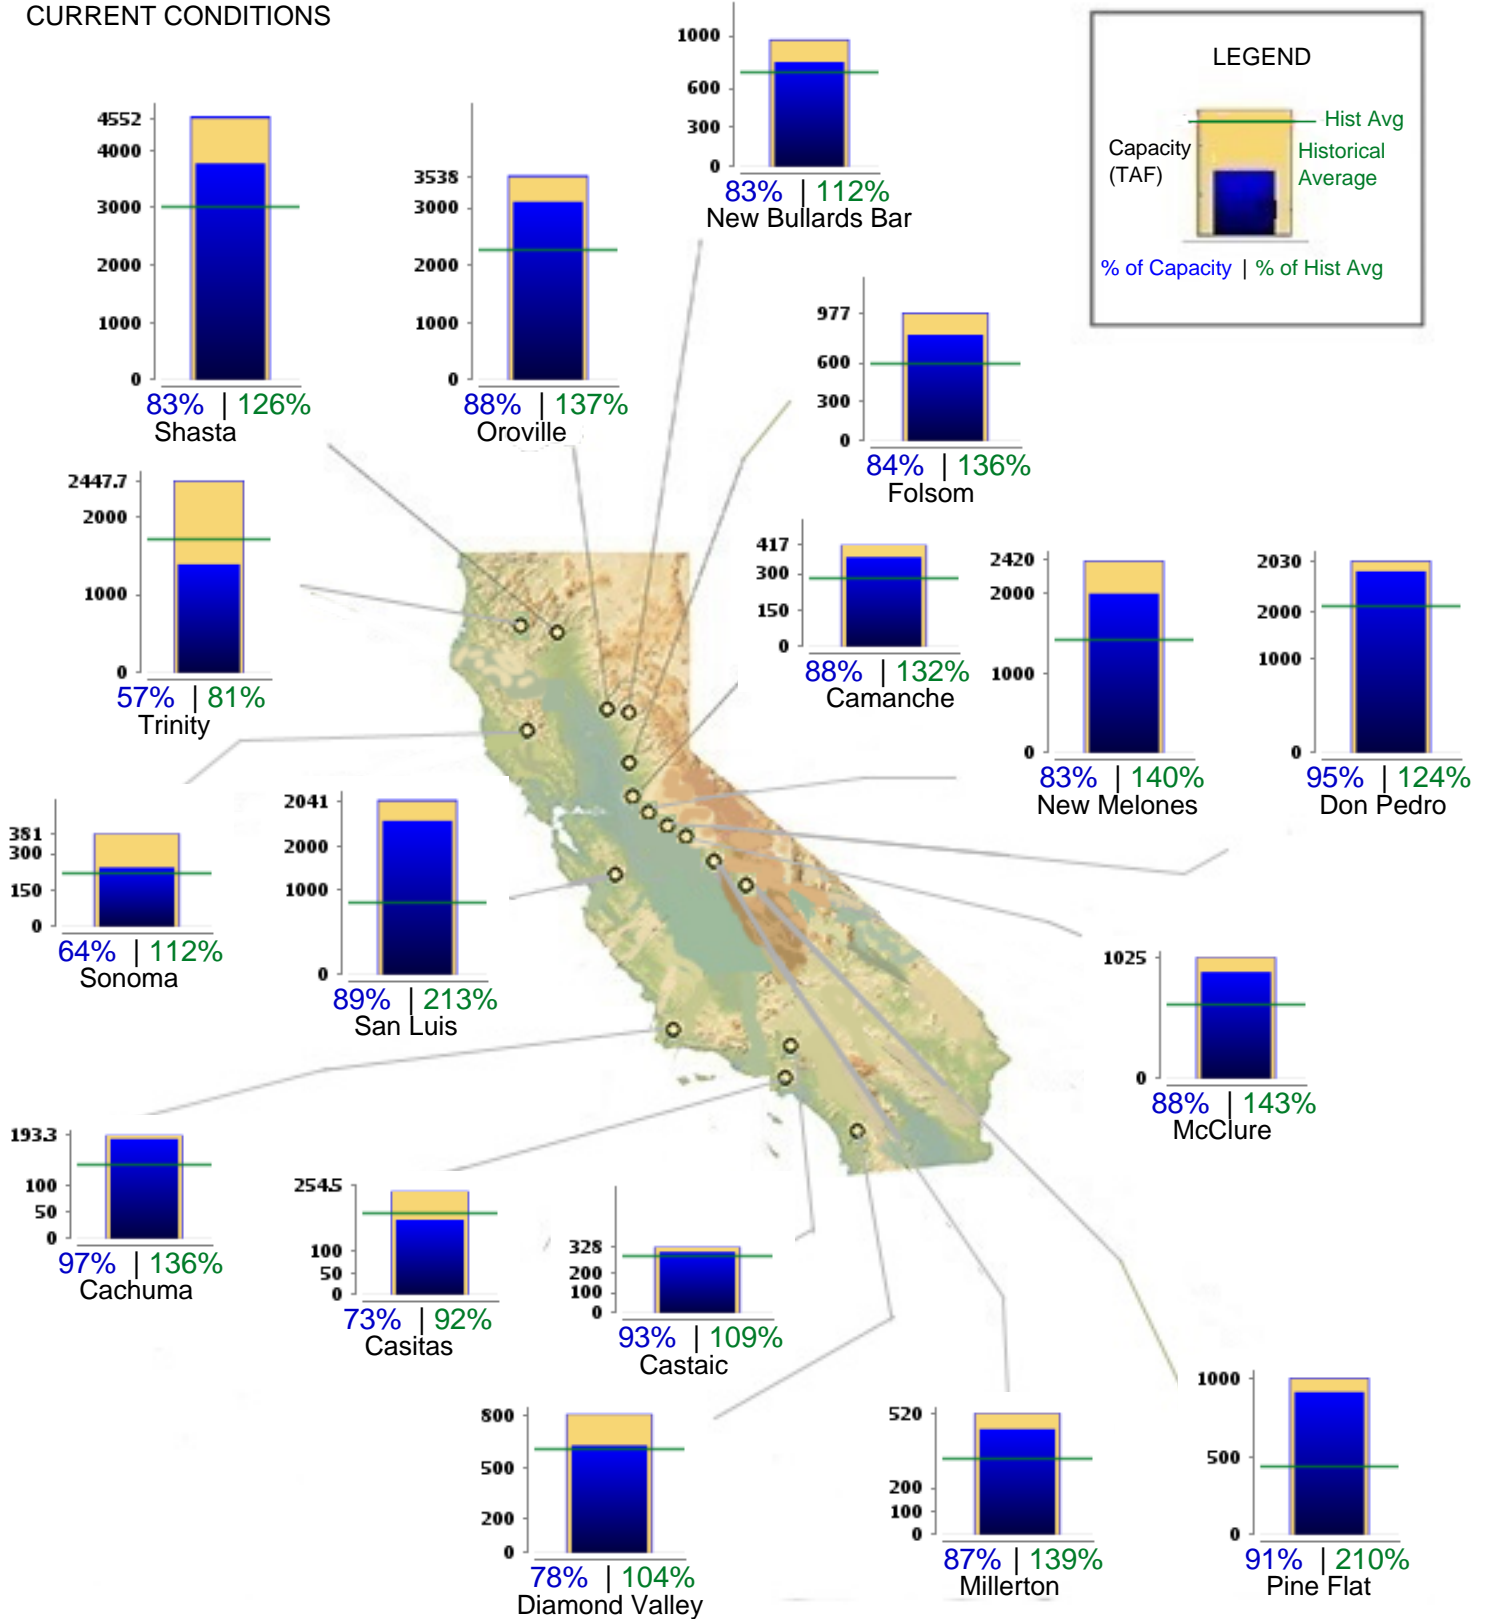 CURRENT CONDITIONS
LEGEND
Hist Avg
Capacity
(TAF)
Historical
Average
% of Capacity | % of Hist Avg
1000
600
300
0
83% | 112%
New Bullards Bar
4552
4000
3000
2000
1000
0
83% | 126%
Shasta
3538
3000
2000
1000
0
88% | 137%
Oroville
977
600
300
0
84% | 136%
Folsom
2447.7
2000
1000
0
57% | 81%
Trinity
417
300
150
0
88% | 132%
Camanche
2420
2000
1000
0
83% | 140%
New Melones
2030
2000
1000
0
95% | 124%
Don Pedro
381
300
150
0
64% | 112%
Sonoma
2041
2000
1000
0
89% | 213%
San Luis
1025
0
88% | 143%
McClure
193.3
100
50
0
97% | 136%
Cachuma
254.5
100
50
0
73% | 92%
Casitas
328
200
100
0
93% | 109%
Castaic
800
500
200
0
78% | 104%
Diamond Valley
520
200
100
0
87% | 139%
Millerton
1000
500
0
91% | 210%
Pine Flat